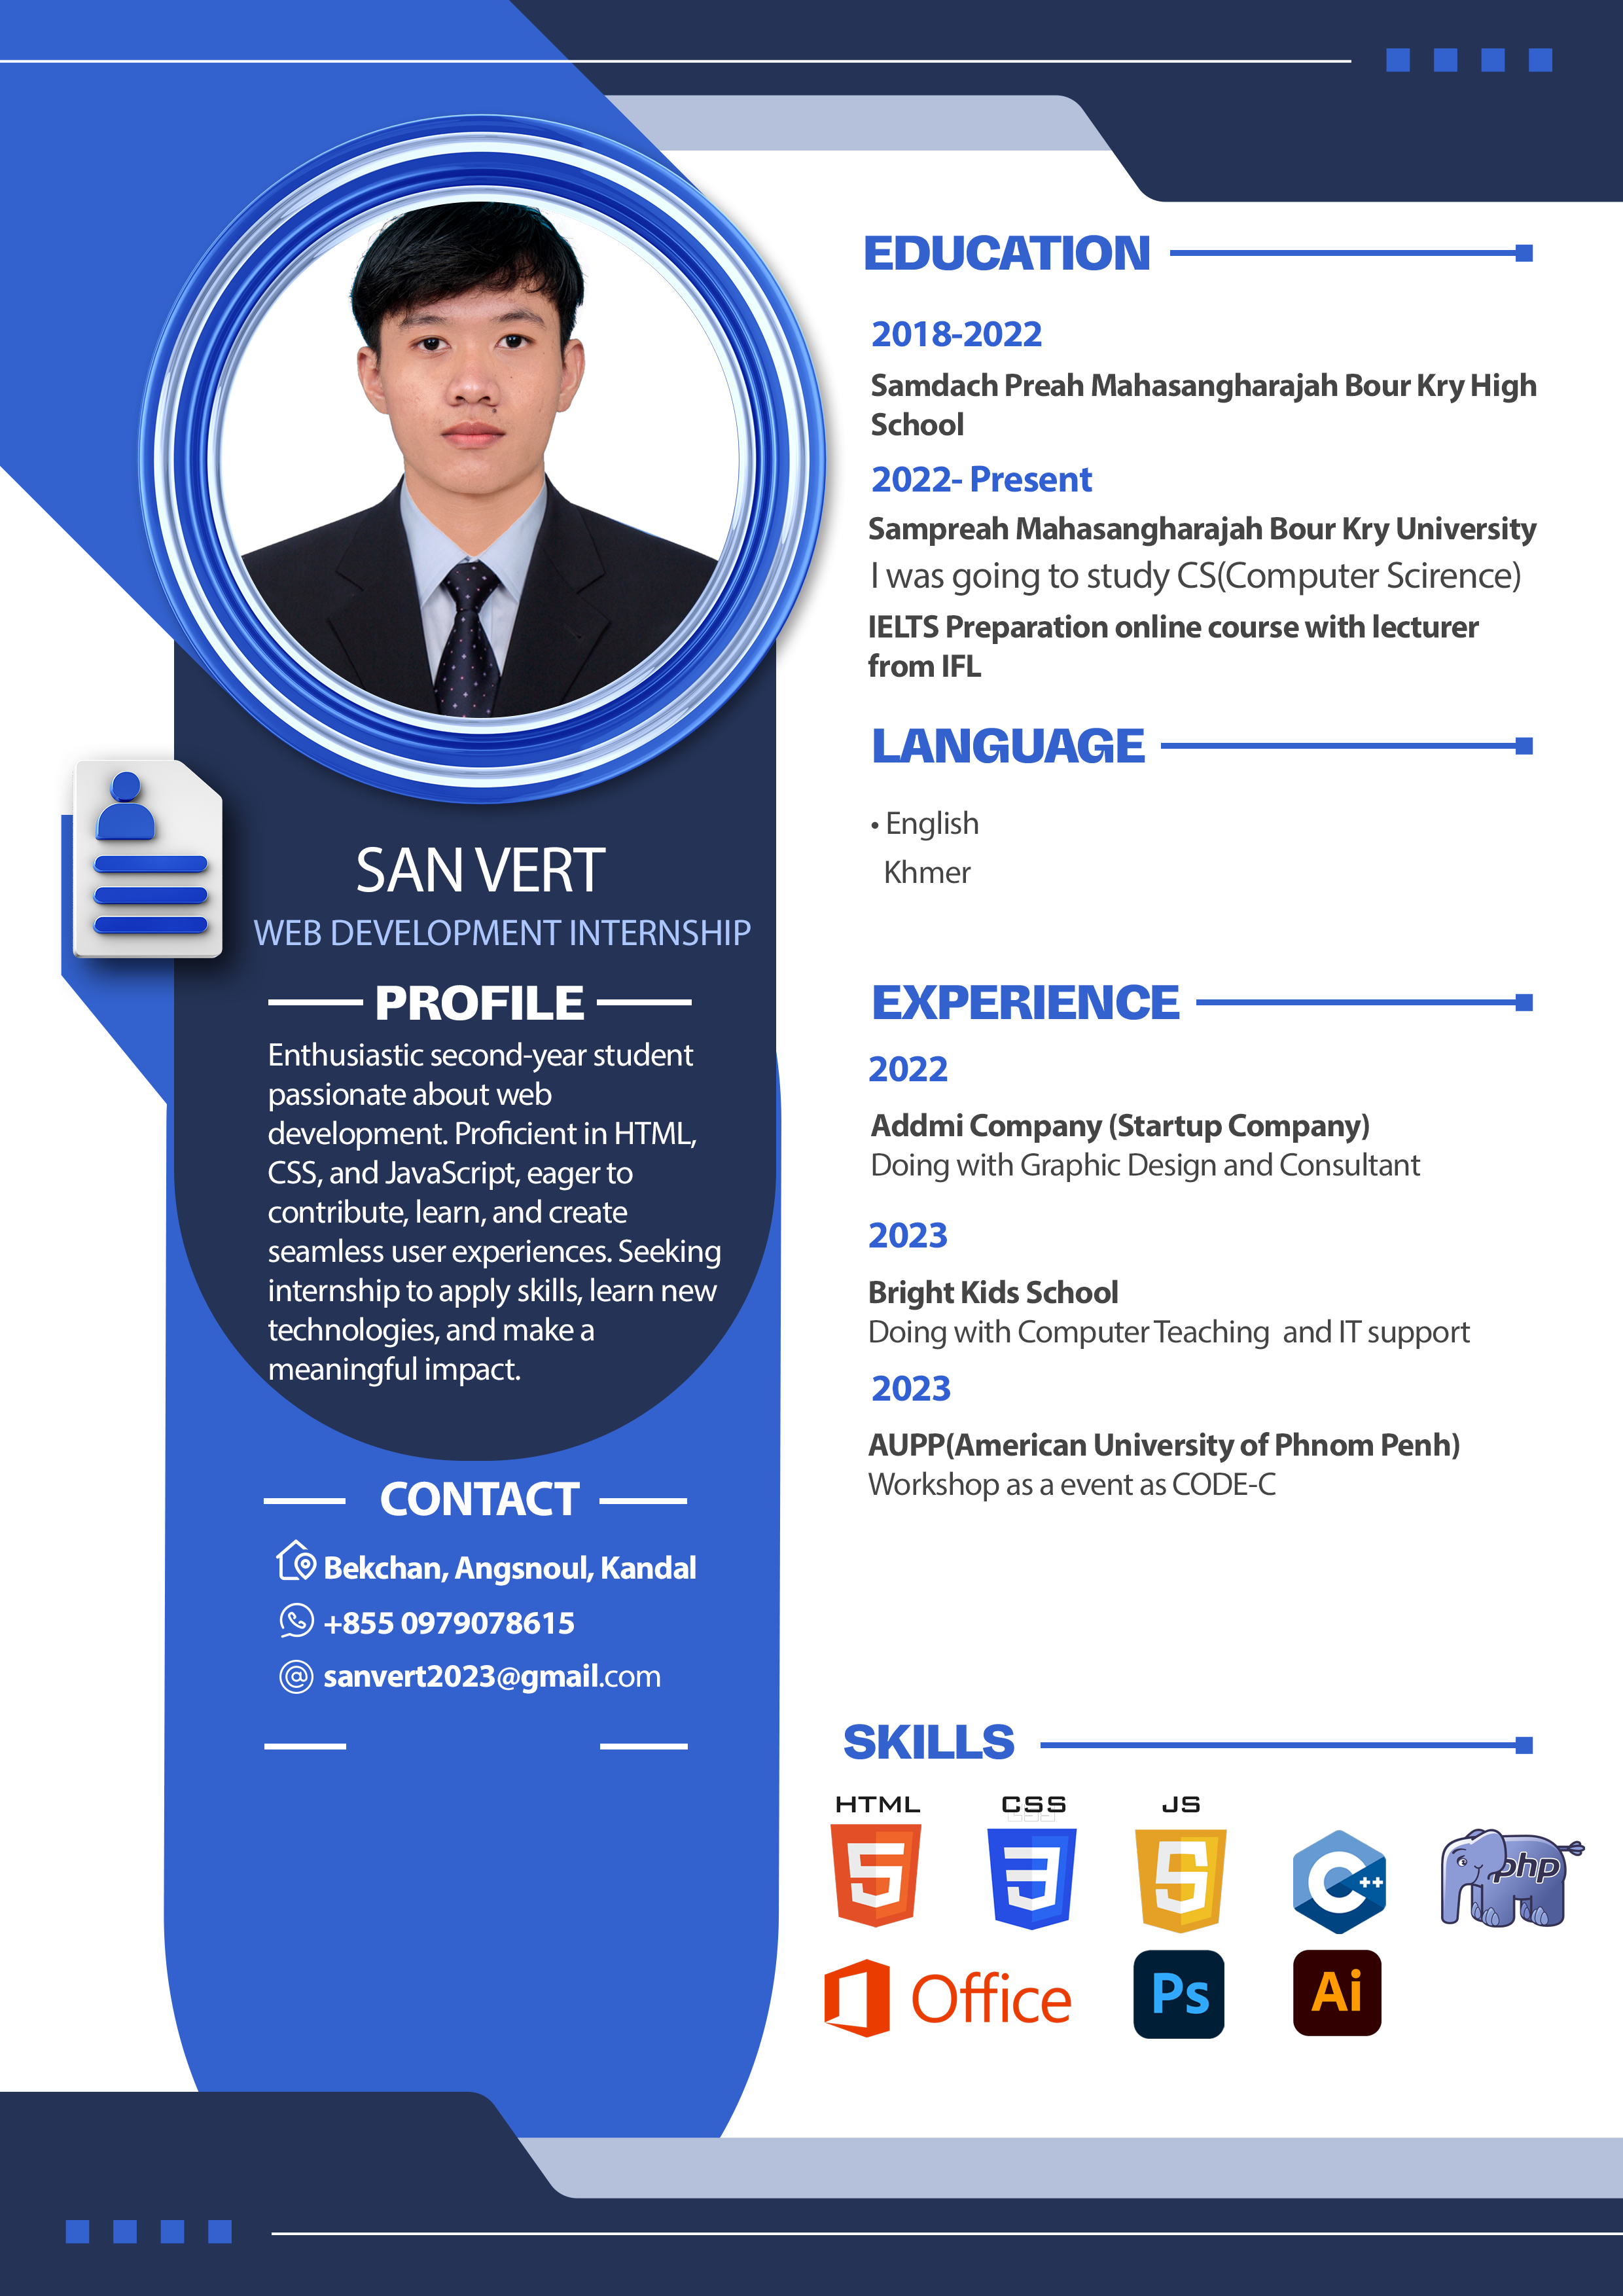 SAN VERT
WEB DEVELOPMENT INTERNSHIP
PROFILE
Enthusiastic second-year student
passionate about web
development. Proficient in HTML,
CSS, and JavaScript, eager to
contribute, learn, and create
seamless user experiences. Seeking
internship to apply skills, learn new
technologies, and make a
meaningful impact.
CONTACT
Bekchan, Angsnoul, Kandal
+855 0979078615
sanvert2023@gmail.com
EDUCATION
2018-2022
Samdach Preah Mahasangharajah Bour Kry High
School
2022- Present
Sampreah Mahasangharajah Bour Kry University
I was going to study CS(Computer Scirence)
IELTS Preparation online course with lecturer
from IFL
LANGUAGE
• English
Khmer
EXPERIENCE
2022
Addmi Company (Startup Company)
Doing with Graphic Design and Consultant
2023
Bright Kids School
Doing with Computer Teaching  and IT support
2023
AUPP(American University of Phnom Penh)
Workshop as a event as CODE-C
SKILLS
HTML CSS JS
5 3 5 C++ php
Office Ps Ai